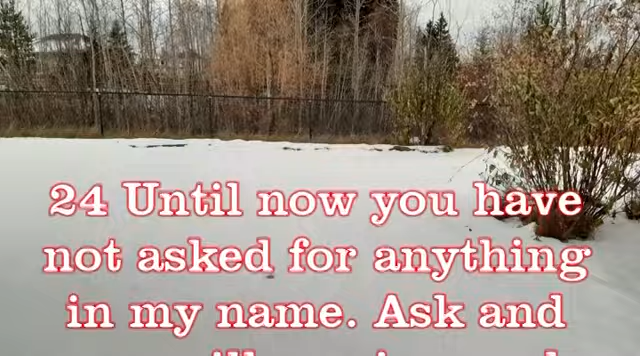 24 Until now you have
not asked for anything
in my name. Ask and